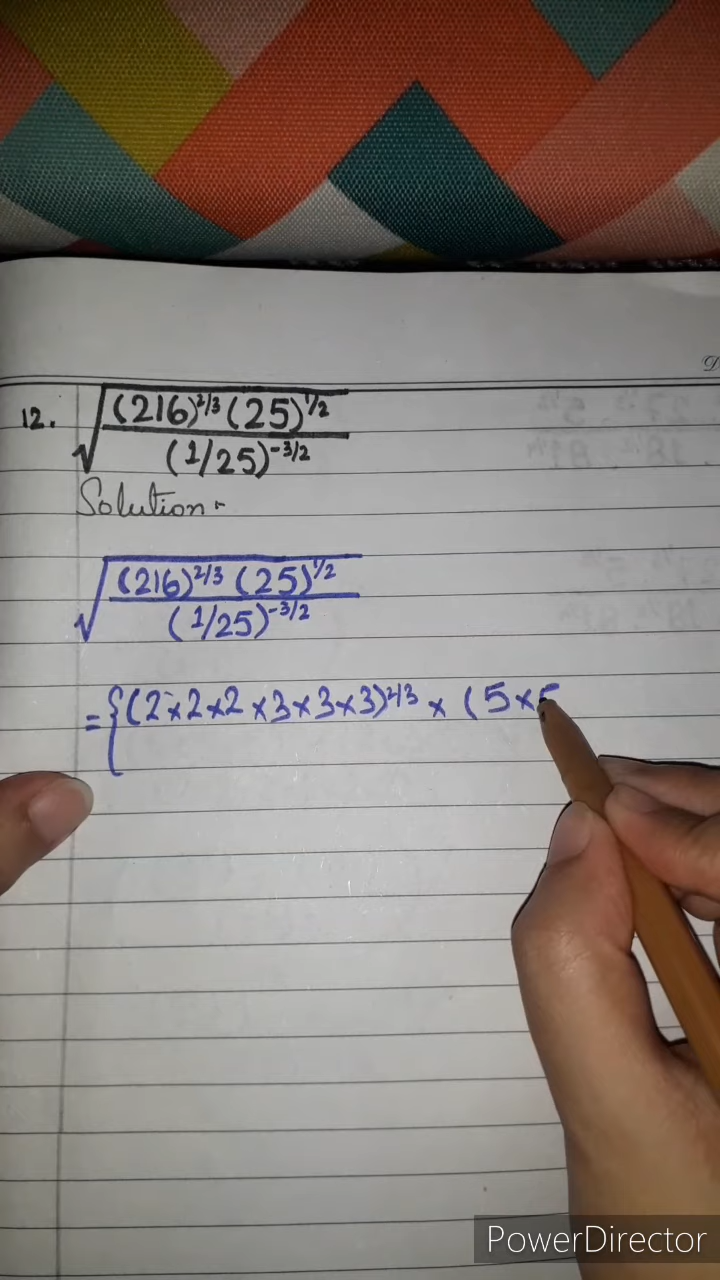 12. √(216)^2/3 (25)^1/2
(1/25)^-3/2
Solution:-
√(216)^2/3 (25)^1/2
(1/25)^-3/2
= {(2×2×2×3×3×3)^2/3 × (5×5
PowerDirector